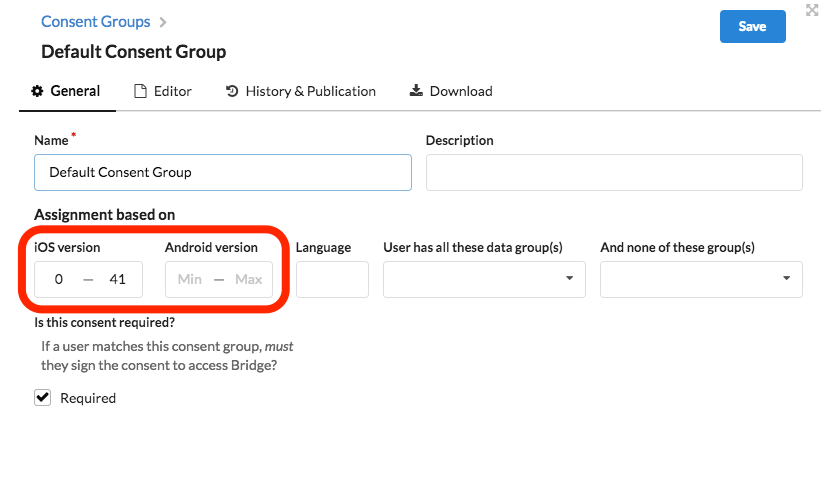 Consent Groups
Save
Default Consent Group
General Editor History & Publication Download
Name * Description
Default Consent Group
Assignment based on
iOS version Android version Language User has all these data group(s) And none of these group(s)
0 — 41 Min — Max
Is this consent required?
If a user matches this consent group, must
they sign the consent to access Bridge?
Required